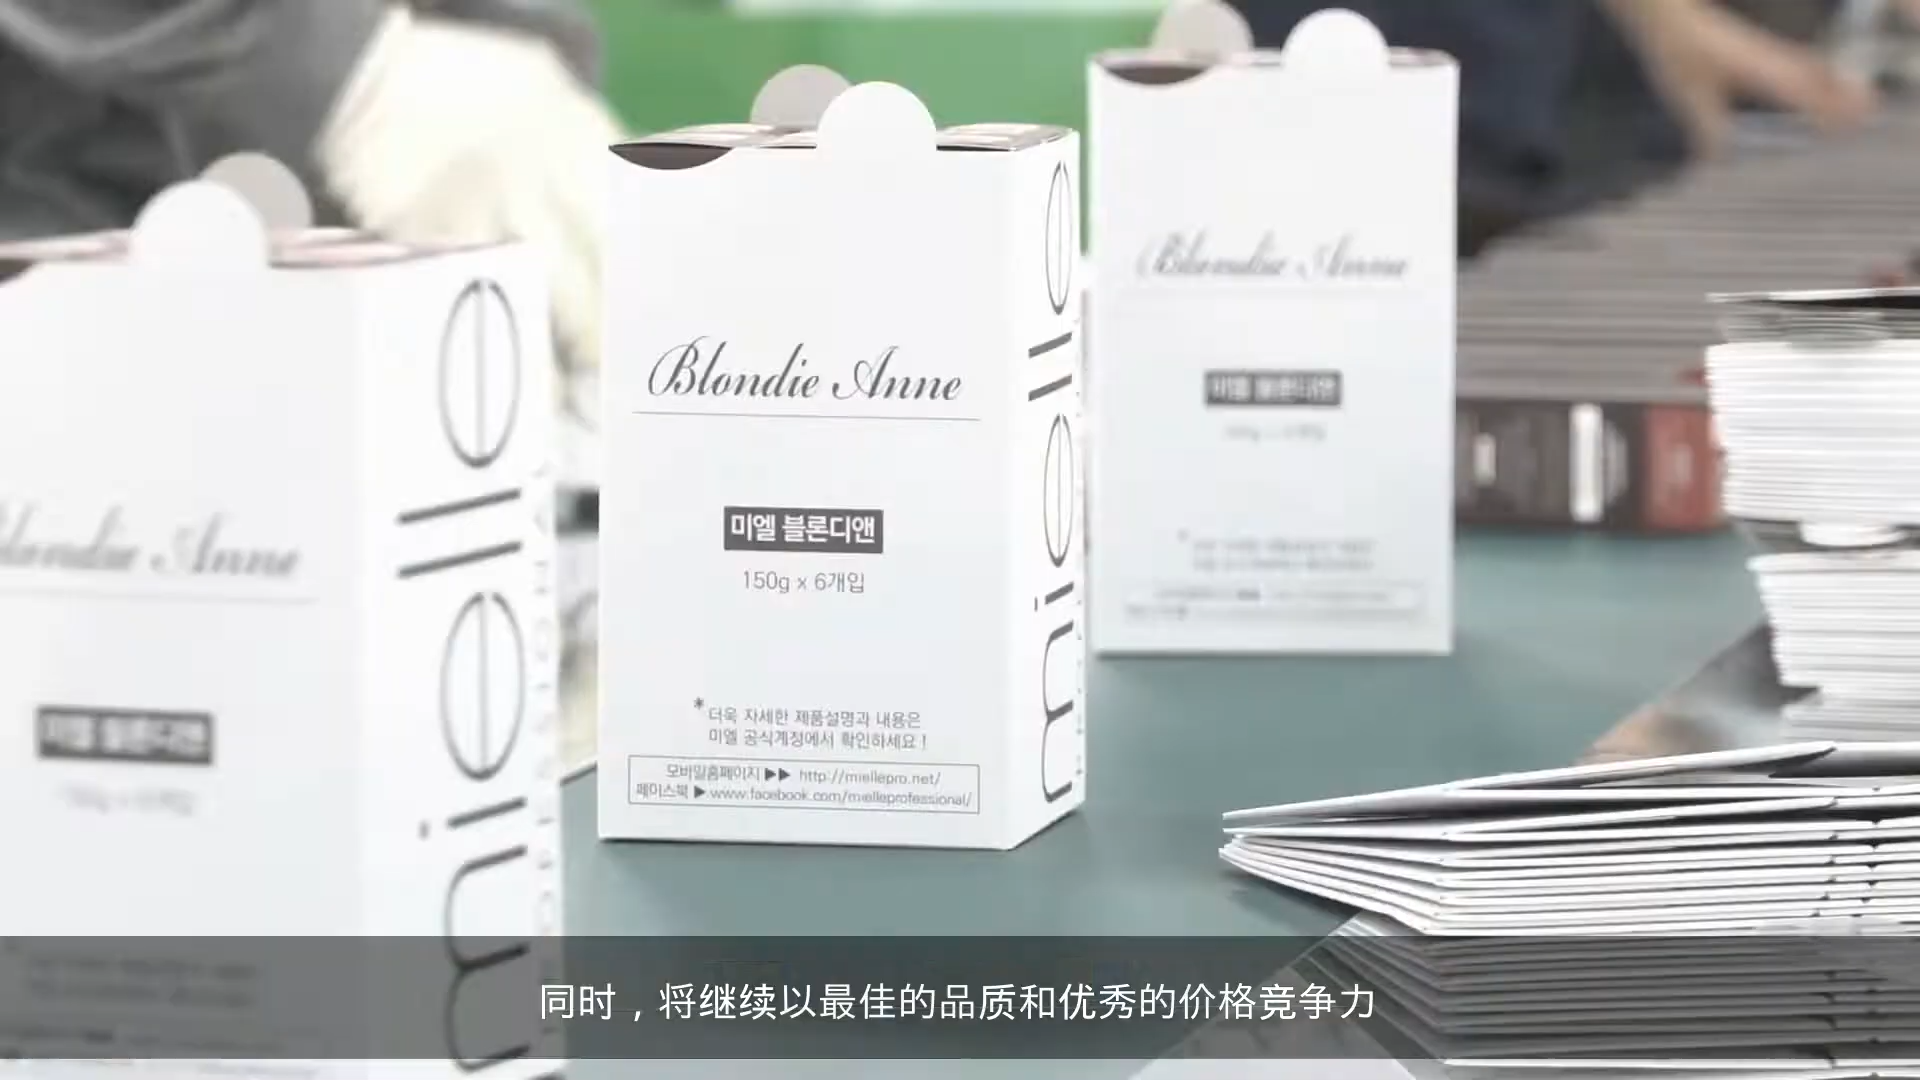 Blondie Anne
미엘 블론디앤
150g x 6개입
* 더욱 자세한 제품설명과 내용은
미엘 공식계정에서 확인하세요 !
모바일홈페이지 ▶▶ http://miellepro.net/
페이스북 ▶ www.facebook.com/mielleprofessional/
mielle
Blondie Anne
미엘 블론디앤
Blondie Anne
미엘 블론디앤
mielle
同时，将继续以最佳的品质和优秀的价格竞争力